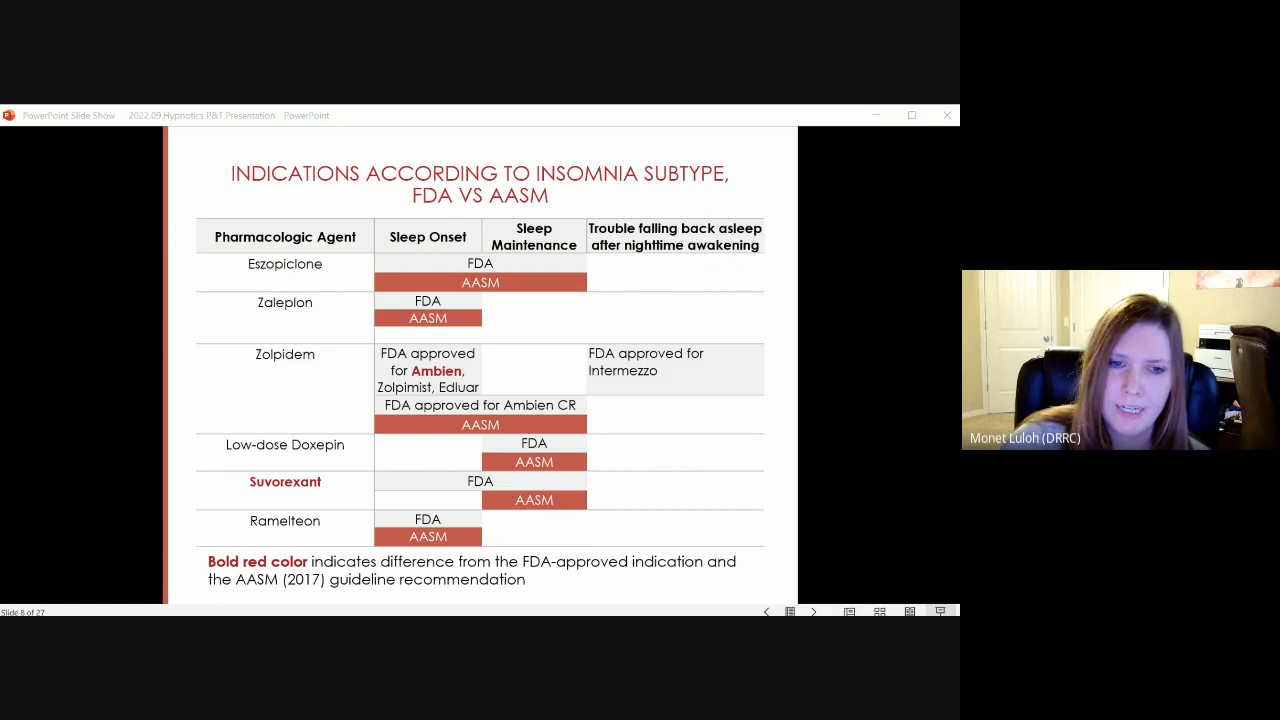 PowerPoint Slide Show
2022.09.Hypnotics P&T Presentation
PowerPoint
INDICATIONS ACCORDING TO INSOMNIA SUBTYPE,
FDA VS AASM
Pharmacologic Agent
Sleep Onset
Sleep
Maintenance
Trouble falling back asleep
after nighttime awakening
Eszopiclone
FDA
AASM
Zaleplon
FDA
AASM
Zolpidem
FDA approved
for Ambien,
Zolpimist, Edluar
FDA approved for
Intermezzo
FDA approved for Ambien CR
AASM
Low-dose Doxepin
FDA
AASM
Suvorexant
FDA
AASM
Ramelteon
FDA
AASM
Bold red color indicates difference from the FDA-approved indication and
the AASM (2017) guideline recommendation
Slide 8 of 27
Monet Luloh (DRRC)